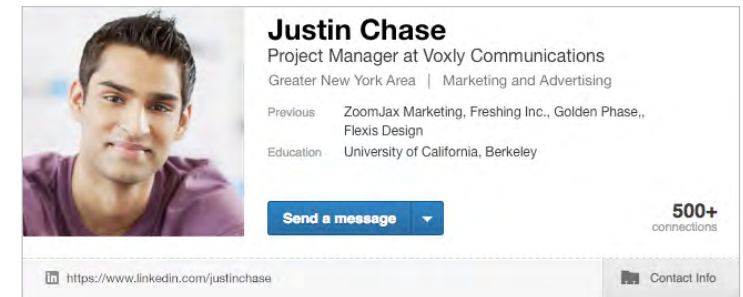 Justin Chase
Project Manager at Voxly Communications
Greater New York Area | Marketing and Advertising
Previous ZoomJax Marketing, Freshing Inc., Golden Phase,,
Flexis Design
Education University of California, Berkeley
Send a message
500+
connections
in https://www.linkedin.com/justinchase
Contact Info